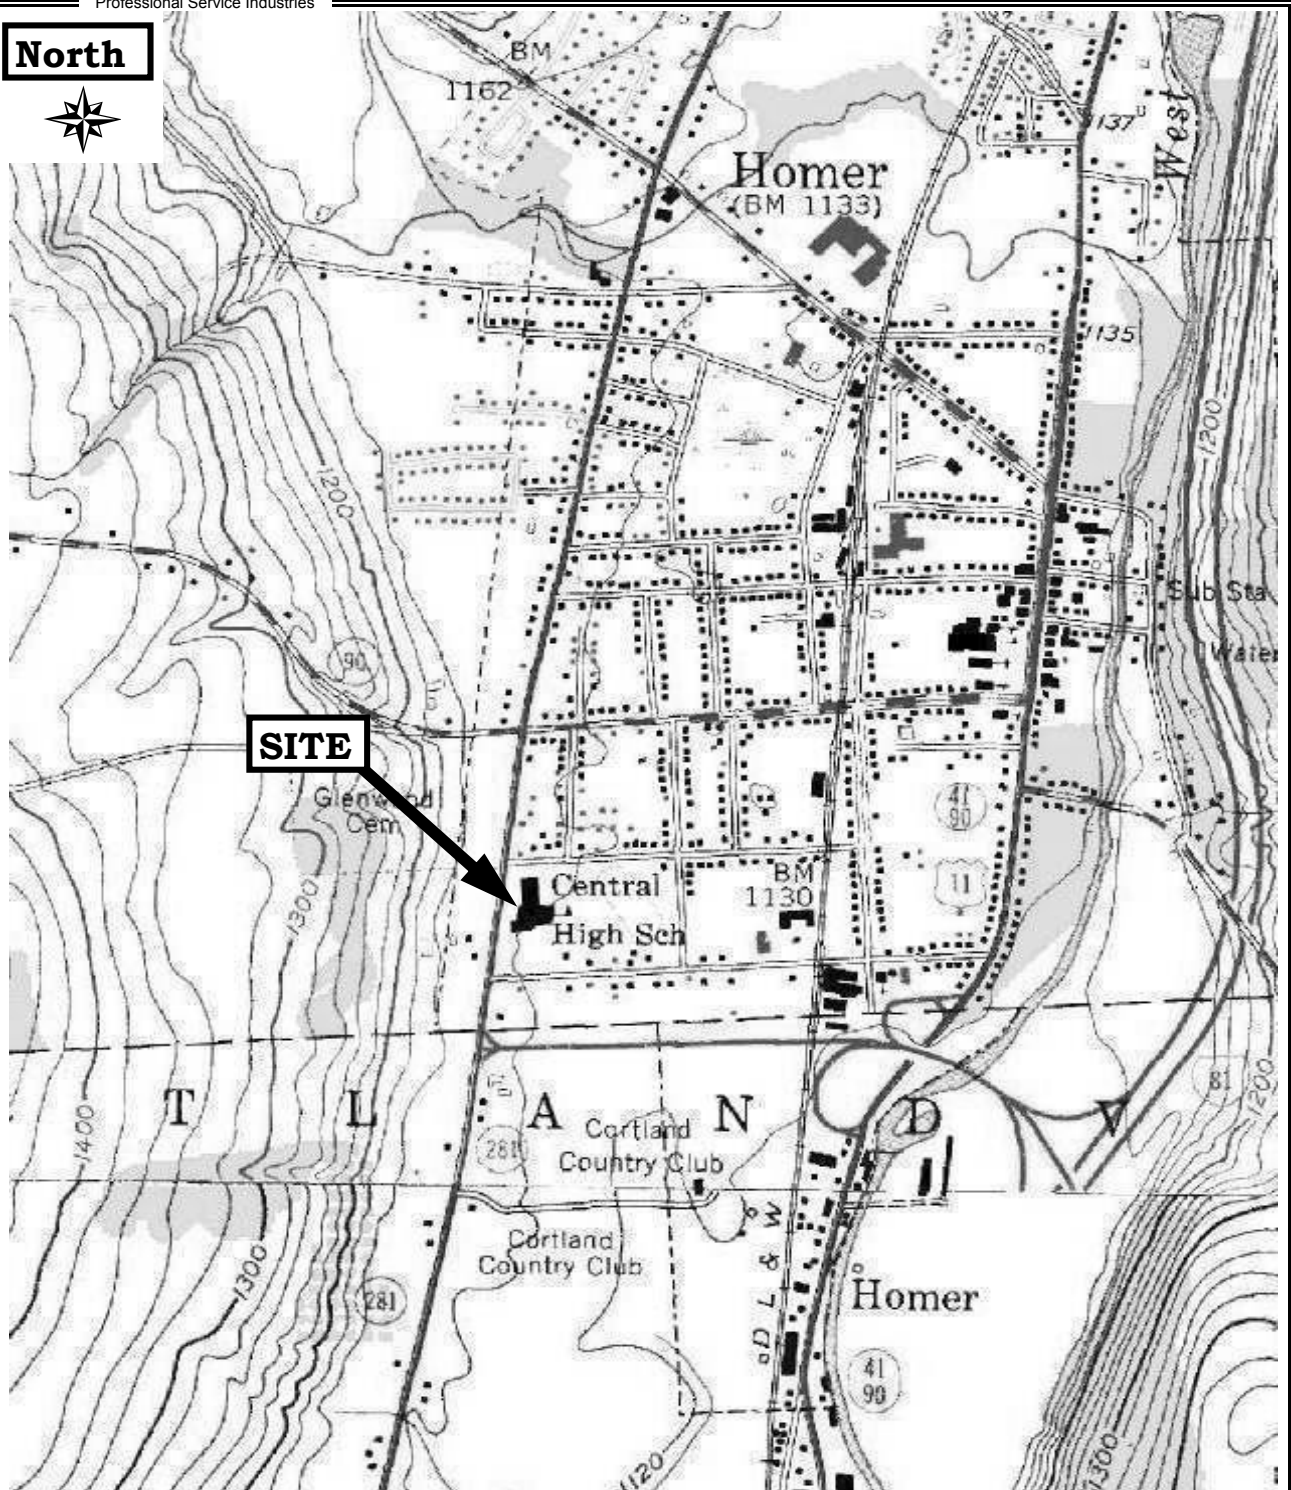 Professional Service Industries
North
BM
1162
1137
West
Homer
(BM 1133)
1135
1200
1200
Sub Sta
Water
90
SITE
Glenwood
Cem
41
90
11
BM
1130
Central
High Sch
1300
81
1200
1400
T L A N D V
281
Cortland
Country Club
Cortland
Country Club
D L & W
1300
281
Homer
41
90
1120
1300